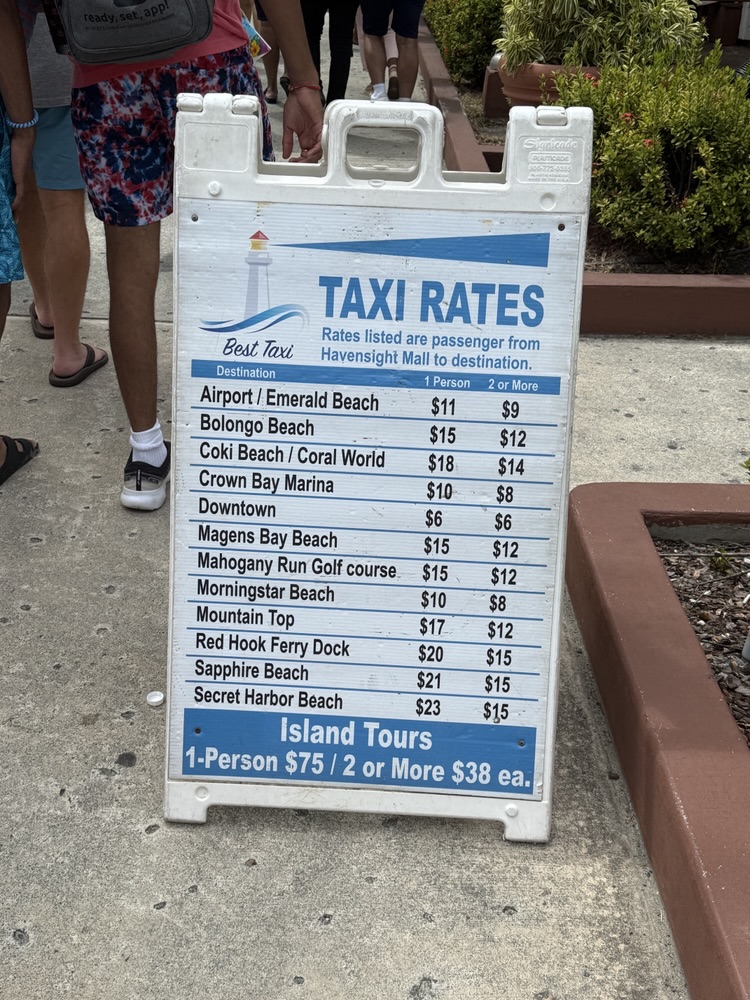 ready, set, app!
Signicade
TAXI RATES
Rates listed are passenger from
Havensight Mall to destination.
Best Taxi
Destination 1 Person 2 or More
Airport / Emerald Beach $11 $9
Bolongo Beach $15 $12
Coki Beach / Coral World $18 $14
Crown Bay Marina $10 $8
Downtown $6 $6
Magens Bay Beach $15 $12
Mahogany Run Golf course $15 $12
Morningstar Beach $10 $8
Mountain Top $17 $12
Red Hook Ferry Dock $20 $15
Sapphire Beach $21 $15
Secret Harbor Beach $23 $15
Island Tours
1-Person $75 / 2 or More $38 ea.